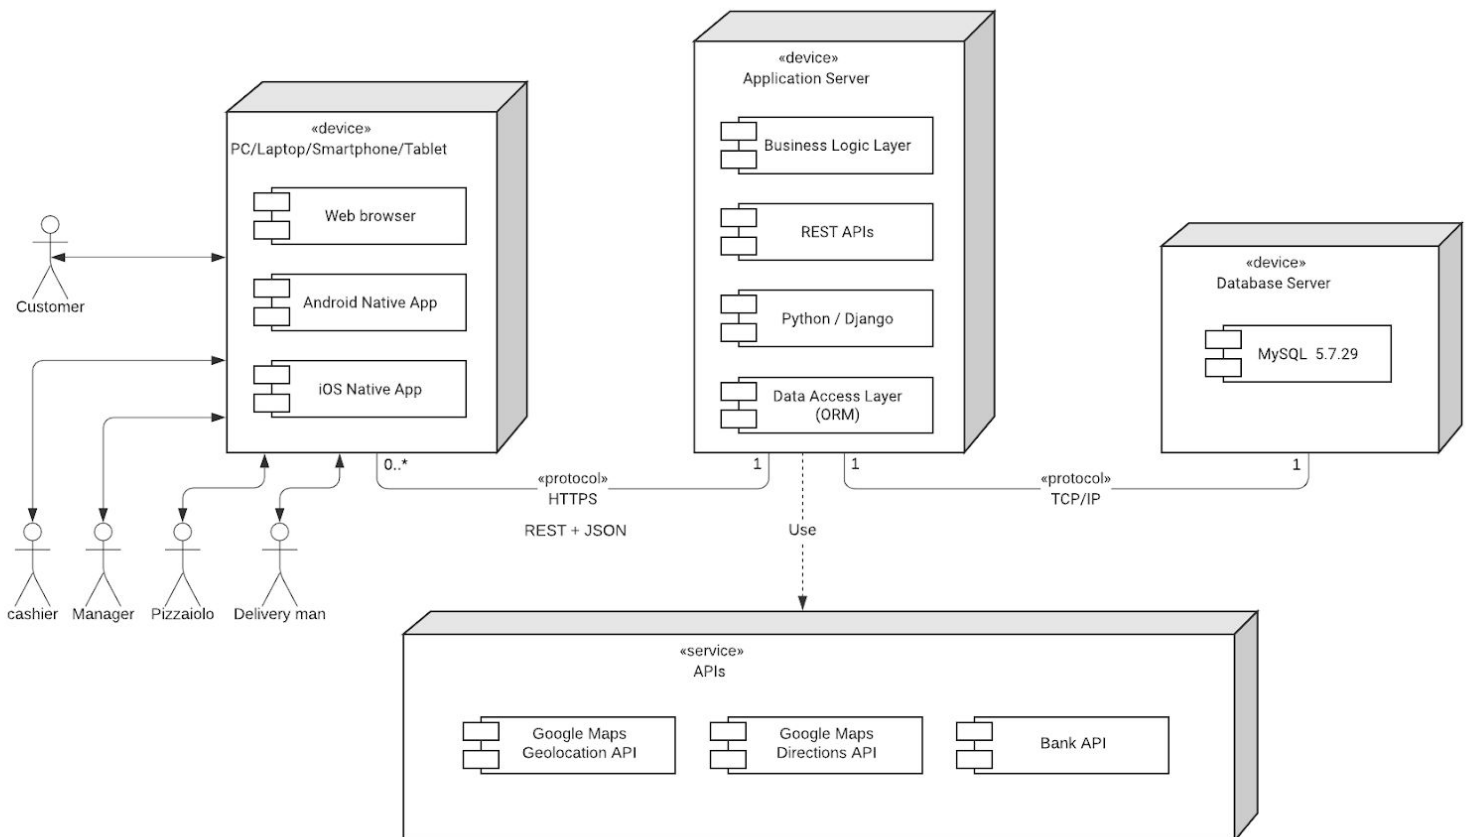 «device»
Application Server
Business Logic Layer
REST APIs
Python / Django
Data Access Layer
(ORM)
«device»
PC/Laptop/Smartphone/Tablet
Web browser
Android Native App
iOS Native App
Customer
«device»
Database Server
MySQL 5.7.29
0..*
1
1
1
«protocol»
HTTPS
REST + JSON
Use
«protocol»
TCP/IP
cashier
Manager
Pizzaiolo
Delivery man
«service»
APIs
Google Maps
Geolocation API
Google Maps
Directions API
Bank API